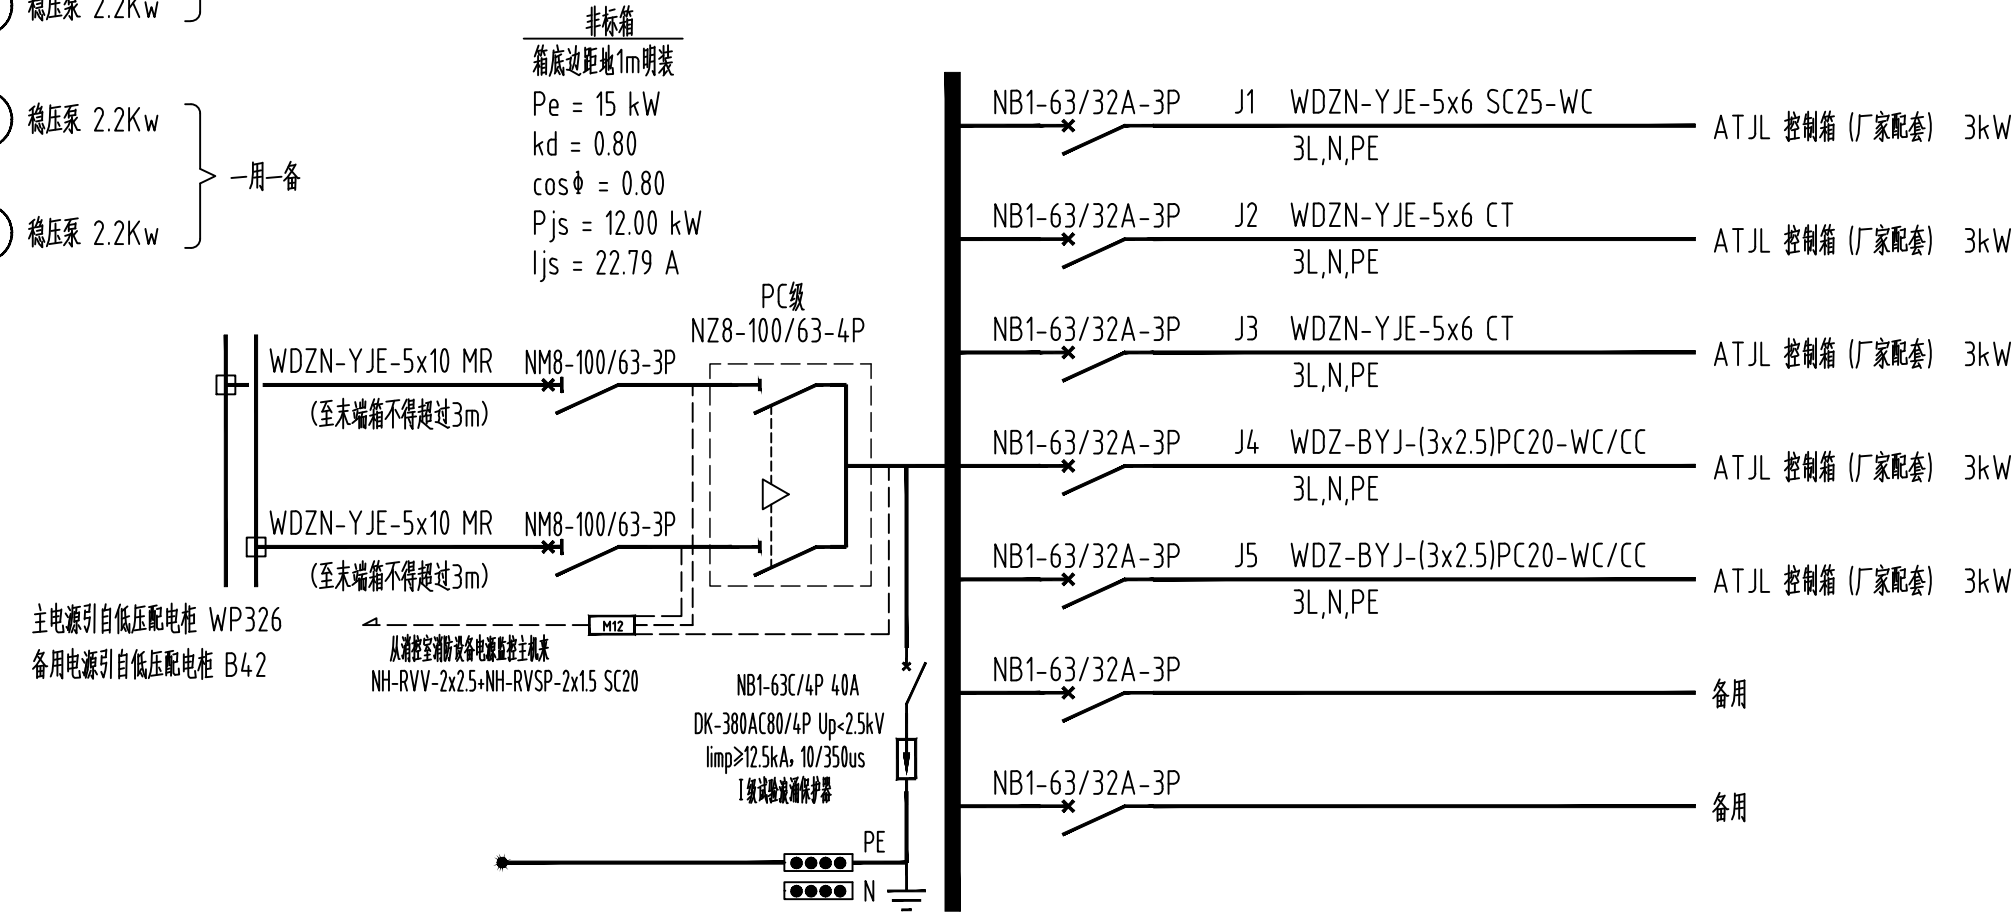 稳压泵 2.2Kw
稳压泵 2.2Kw
一用一备
稳压泵 2.2Kw
非标箱
箱底边距地1m明装
Pe = 15 kW
kd = 0.80
cosΦ = 0.80
Pjs = 12.00 kW
Ijs = 22.79 A
PC级
NZ8-100/63-4P
WDZN-YJE-5x10 MR
NM8-100/63-3P
(至末端箱不得超过3m)
WDZN-YJE-5x10 MR
NM8-100/63-3P
(至末端箱不得超过3m)
主电源引自低压配电柜 WP326
备用电源引自低压配电柜 B42
M12
从消控室消防设备电源监控主机来
NH-RVV-2x2.5+NH-RVSP-2x1.5 SC20
NB1-63C/4P 40A
DK-380AC80/4P Up<2.5kV
Iimp≥12.5kA, 10/350us
I级试验浪涌保护器
PE
N
NB1-63/32A-3P J1 WDZN-YJE-5x6 SC25-WC
3L,N,PE
ATJL 控制箱 (厂家配套) 3kW
NB1-63/32A-3P J2 WDZN-YJE-5x6 CT
3L,N,PE
ATJL 控制箱 (厂家配套) 3kW
NB1-63/32A-3P J3 WDZN-YJE-5x6 CT
3L,N,PE
ATJL 控制箱 (厂家配套) 3kW
NB1-63/32A-3P J4 WDZ-BYJ-(3x2.5)PC20-WC/CC
3L,N,PE
ATJL 控制箱 (厂家配套) 3kW
NB1-63/32A-3P J5 WDZ-BYJ-(3x2.5)PC20-WC/CC
3L,N,PE
ATJL 控制箱 (厂家配套) 3kW
NB1-63/32A-3P
备用
NB1-63/32A-3P
备用